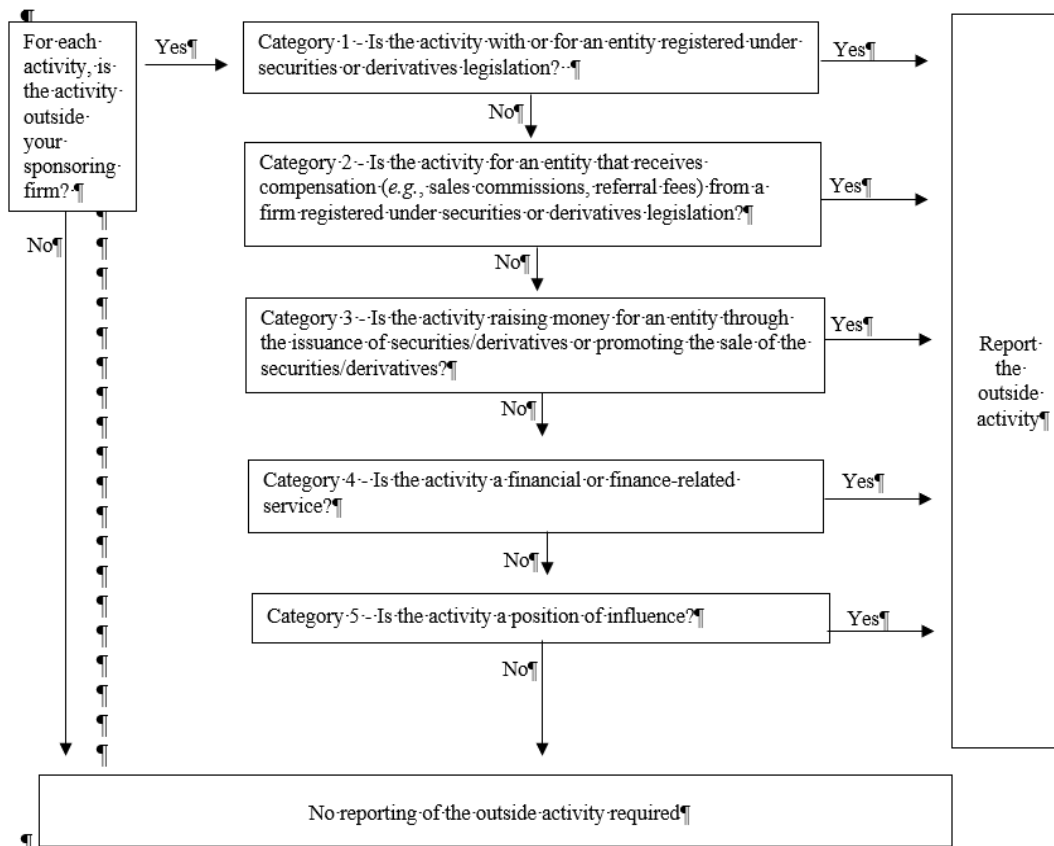 For each
activity, is
the activity
outside
your
sponsoring
firm? ¶
Yes¶
Category 1 - Is the activity with or for an entity registered under
securities or derivatives legislation? ¶
Yes¶
No¶
Category 2 - Is the activity for an entity that receives
compensation (e.g., sales commissions, referral fees) from a
firm registered under securities or derivatives legislation?¶
Yes¶
No¶
No¶
Category 3 - Is the activity raising money for an entity through
the issuance of securities/derivatives or promoting the sale of the
securities/derivatives?¶
Yes¶
No¶
Category 4 - Is the activity a financial or finance-related
service?¶
Yes¶
No¶
Category 5 - Is the activity a position of influence?¶
Yes¶
No¶
Report
the
outside
activity¶
No reporting of the outside activity required¶